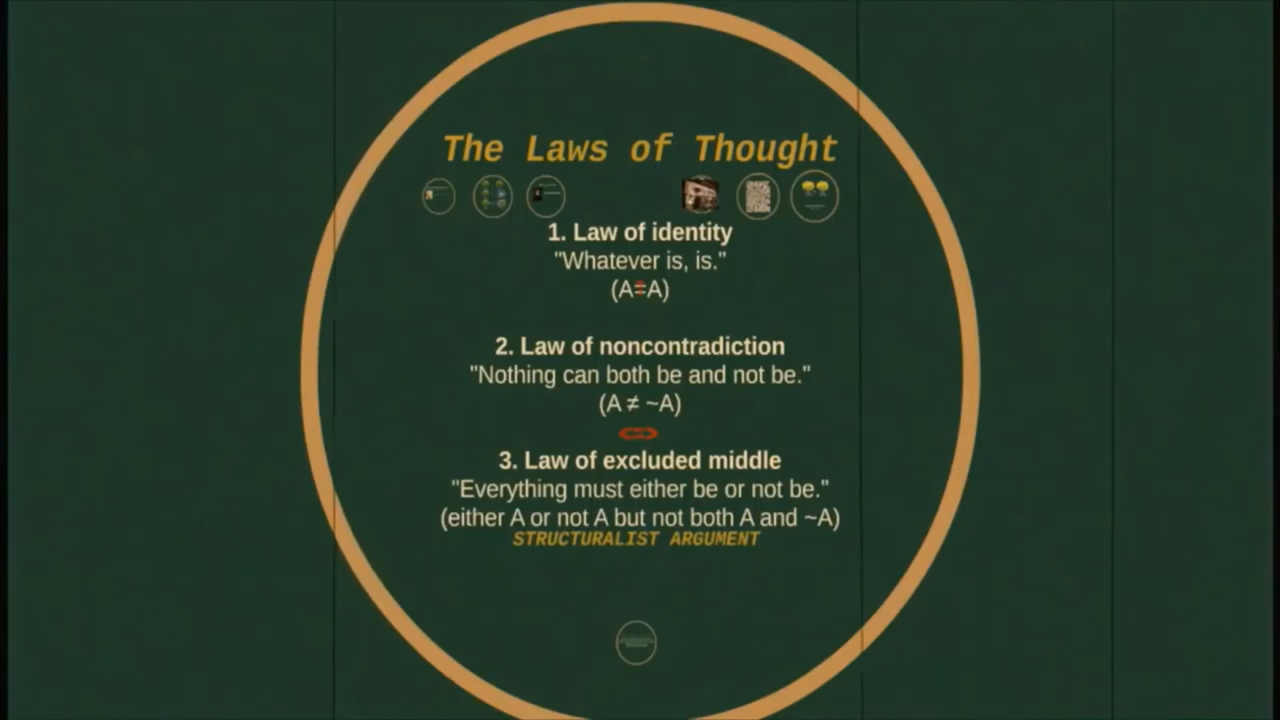 The Laws of Thought
1. Law of identity
"Whatever is, is."
(A=A)
2. Law of noncontradiction
"Nothing can both be and not be."
(A ≠ ~A)
3. Law of excluded middle
"Everything must either be or not be."
(either A or not A but not both A and ~A)
STRUCTURALIST ARGUMENT